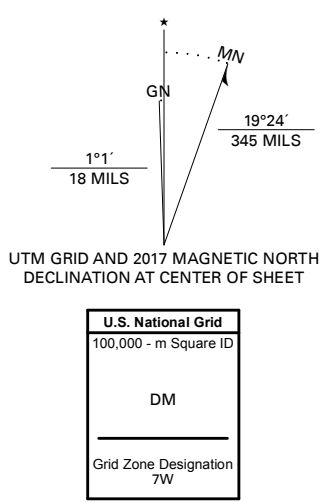 ★
MN
GN
19°24´
345 MILS
1°1´
18 MILS
UTM GRID AND 2017 MAGNETIC NORTH
DECLINATION AT CENTER OF SHEET
U.S. National Grid
100,000 - m Square ID
DM
Grid Zone Designation
7W